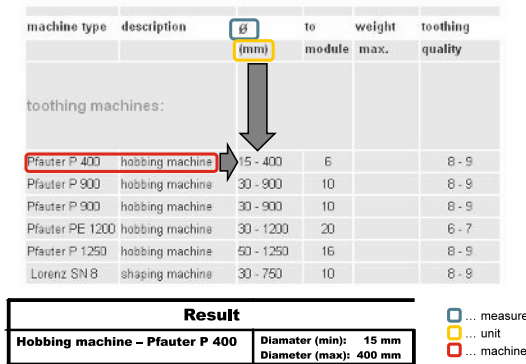 machine type description ø to weight toothing
(mm) module max. quality
toothing machines:
Pfauter P 400 hobbing machine 15 - 400 6 8 - 9
Pfauter P 900 hobbing machine 30 - 900 10 8 - 9
Pfauter P 900 hobbing machine 30 - 900 10 8 - 9
Pfauter PE 1200 hobbing machine 30 - 1200 20 6 - 7
Pfauter P 1250 hobbing machine 50 - 1250 16 8 - 9
Lorenz SN 8 shaping machine 30 - 750 10 8 - 9
Result
Hobbing machine – Pfauter P 400 Diamater (min): 15 mm
Diameter (max): 400 mm
... measure
... unit
... machine